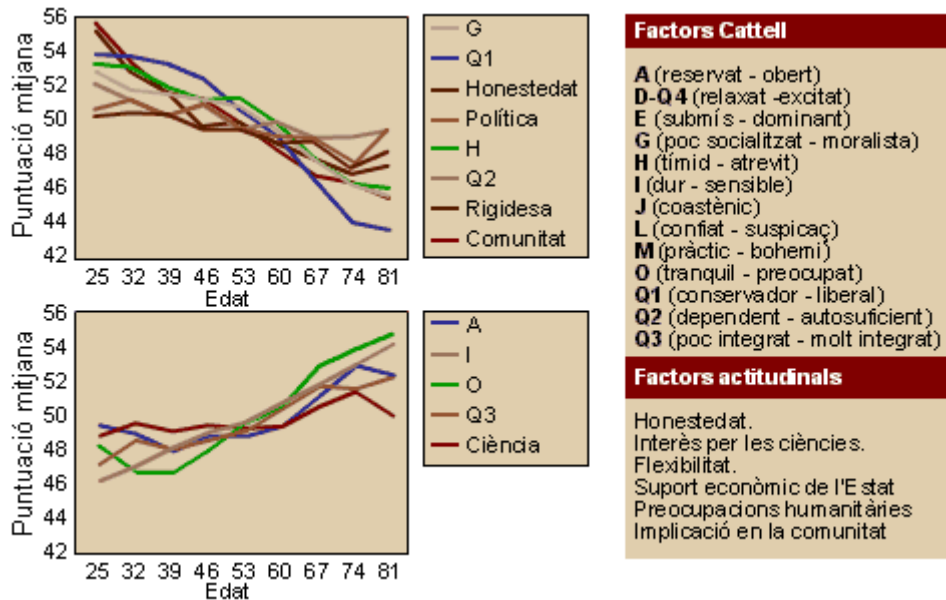 56
54
52
50
48
46
44
42
Puntuació mitjana
25 32 39 46 53 60 67 74 81
Edat
G
Q1
Honestedat
Política
H
Q2
Rigidesa
Comunitat
56
54
52
50
48
46
44
42
Puntuació mitjana
25 32 39 46 53 60 67 74 81
Edat
A
I
O
Q3
Ciència
Factors Cattell
A (reservat - obert)
D-Q4 (relaxat -excitat)
E (submís - dominant)
G (poc socialitzat - moralista)
H (tímid - atrevit)
I (dur - sensible)
J (coastènic)
L (confiat - suspicaç)
M (pràctic - bohemi)
O (tranquil - preocupat)
Q1 (conservador - liberal)
Q2 (dependent - autosuficient)
Q3 (poc integrat - molt integrat)
Factors actitudinals
Honestedat.
Interès per les ciències.
Flexibilitat.
Suport econòmic de l'Estat
Preocupacions humanitàries
Implicació en la comunitat